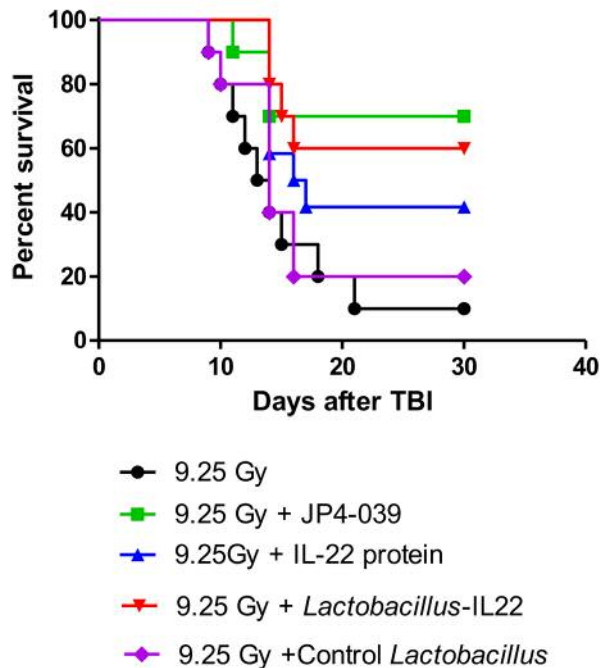 100
80
60
40
20
0
Percent survival
0 10 20 30 40
Days after TBI
9.25 Gy
9.25 Gy + JP4-039
9.25Gy + IL-22 protein
9.25 Gy + Lactobacillus-IL22
9.25 Gy +Control Lactobacillus